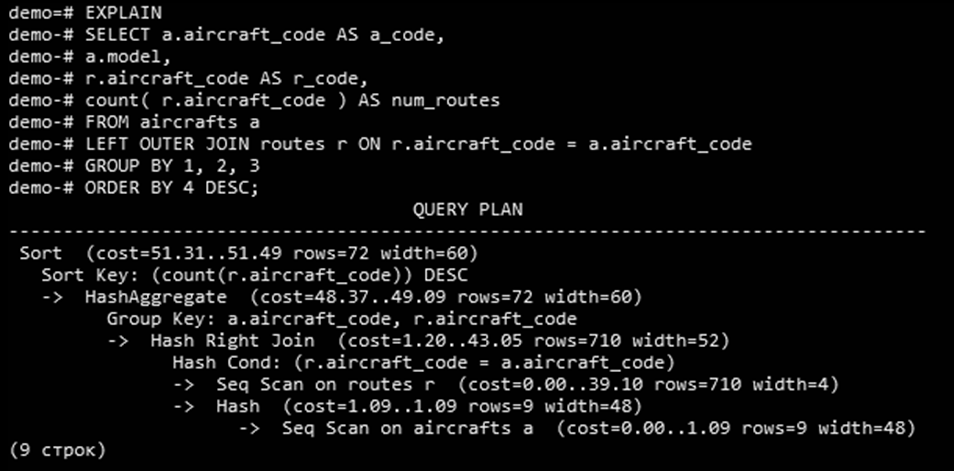 demo=# EXPLAIN
demo-# SELECT a.aircraft_code AS a_code,
demo-# a.model,
demo-# r.aircraft_code AS r_code,
demo-# count( r.aircraft_code ) AS num_routes
demo-# FROM aircrafts a
demo-# LEFT OUTER JOIN routes r ON r.aircraft_code = a.aircraft_code
demo-# GROUP BY 1, 2, 3
demo-# ORDER BY 4 DESC;
QUERY PLAN
-----------------------------------------------------------------------------------
Sort  (cost=51.31..51.49 rows=72 width=60)
  Sort Key: (count(r.aircraft_code)) DESC
  ->  HashAggregate  (cost=48.37..49.09 rows=72 width=60)
        Group Key: a.aircraft_code, r.aircraft_code
        ->  Hash Right Join  (cost=1.20..43.05 rows=710 width=52)
              Hash Cond: (r.aircraft_code = a.aircraft_code)
              ->  Seq Scan on routes r  (cost=0.00..39.10 rows=710 width=4)
              ->  Hash  (cost=1.09..1.09 rows=9 width=48)
                    ->  Seq Scan on aircrafts a  (cost=0.00..1.09 rows=9 width=48)
(9 строк)